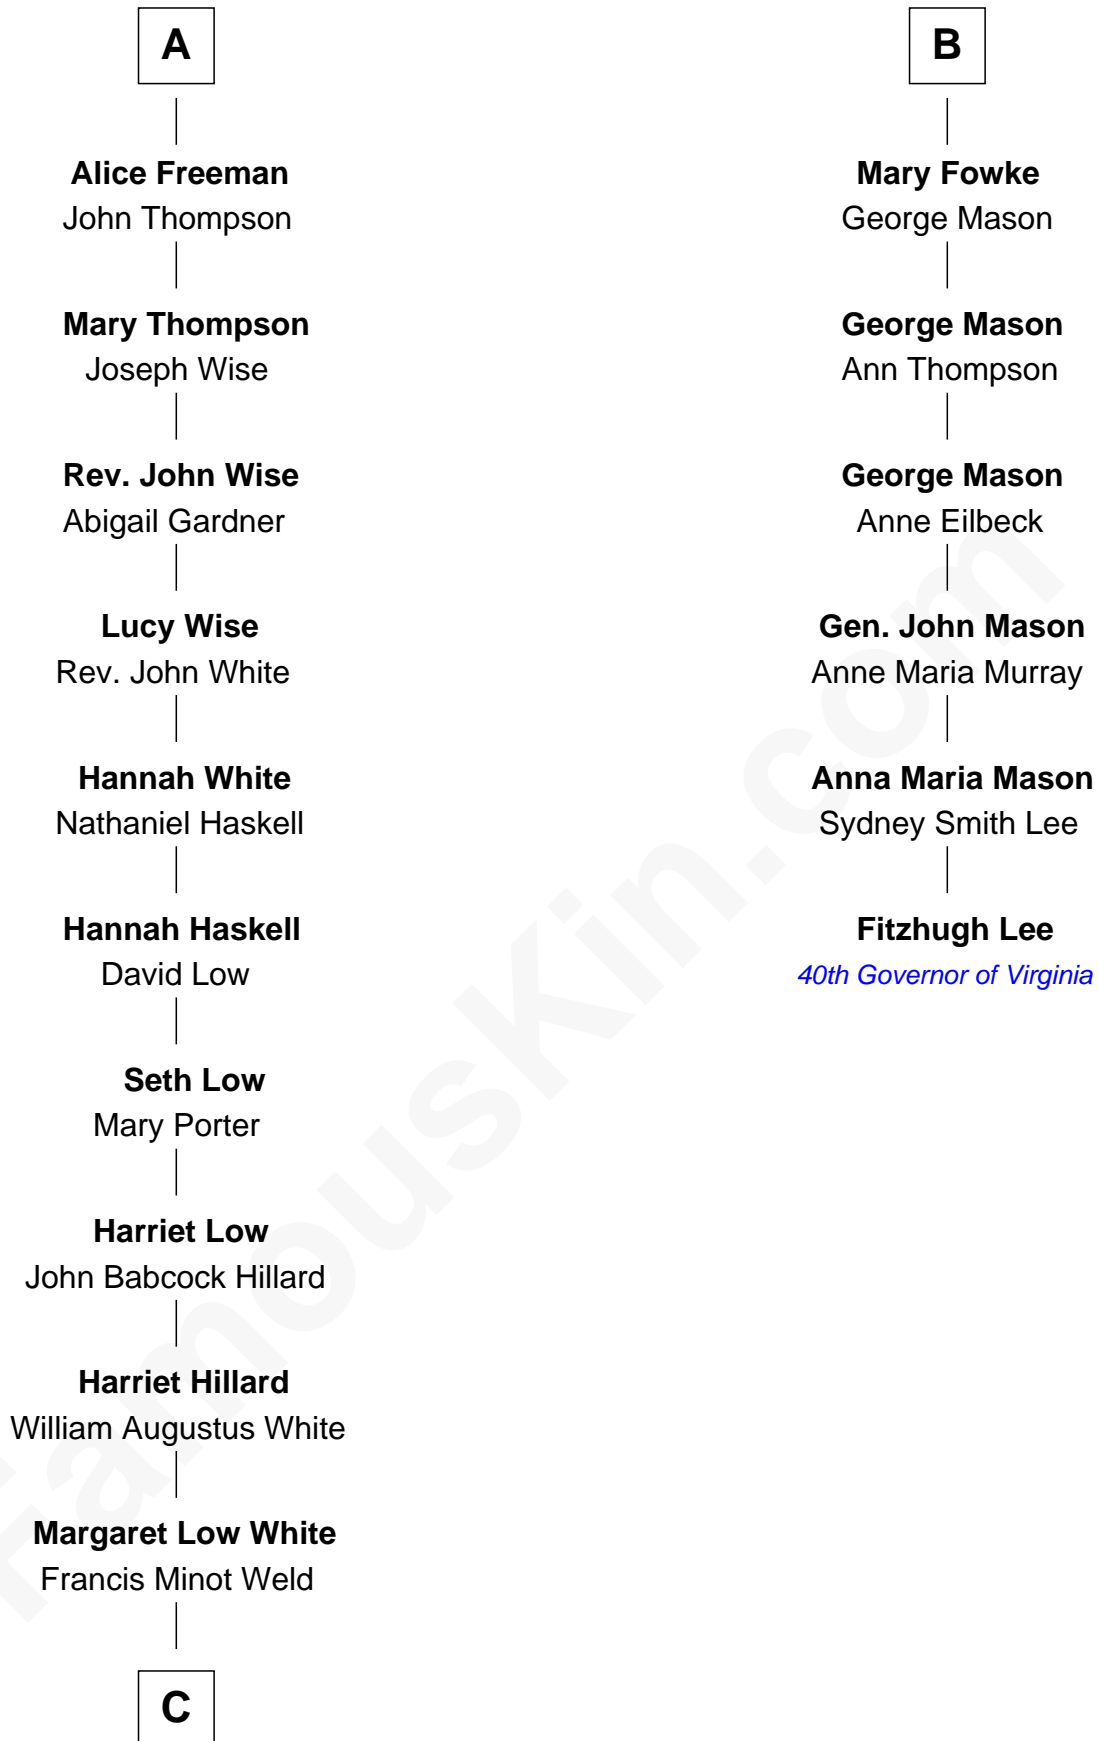 A
Alice Freeman
John Thompson
Mary Thompson
Joseph Wise
Rev. John Wise
Abigail Gardner
Lucy Wise
Rev. John White
Hannah White
Nathaniel Haskell
Hannah Haskell
David Low
Seth Low
Mary Porter
Harriet Low
John Babcock Hillard
Harriet Hillard
William Augustus White
Margaret Low White
Francis Minot Weld
C
B
Mary Fowke
George Mason
George Mason
Ann Thompson
George Mason
Anne Eilbeck
Gen. John Mason
Anne Maria Murray
Anna Maria Mason
Sydney Smith Lee
Fitzhugh Lee
40th Governor of Virginia
FamousKin.com